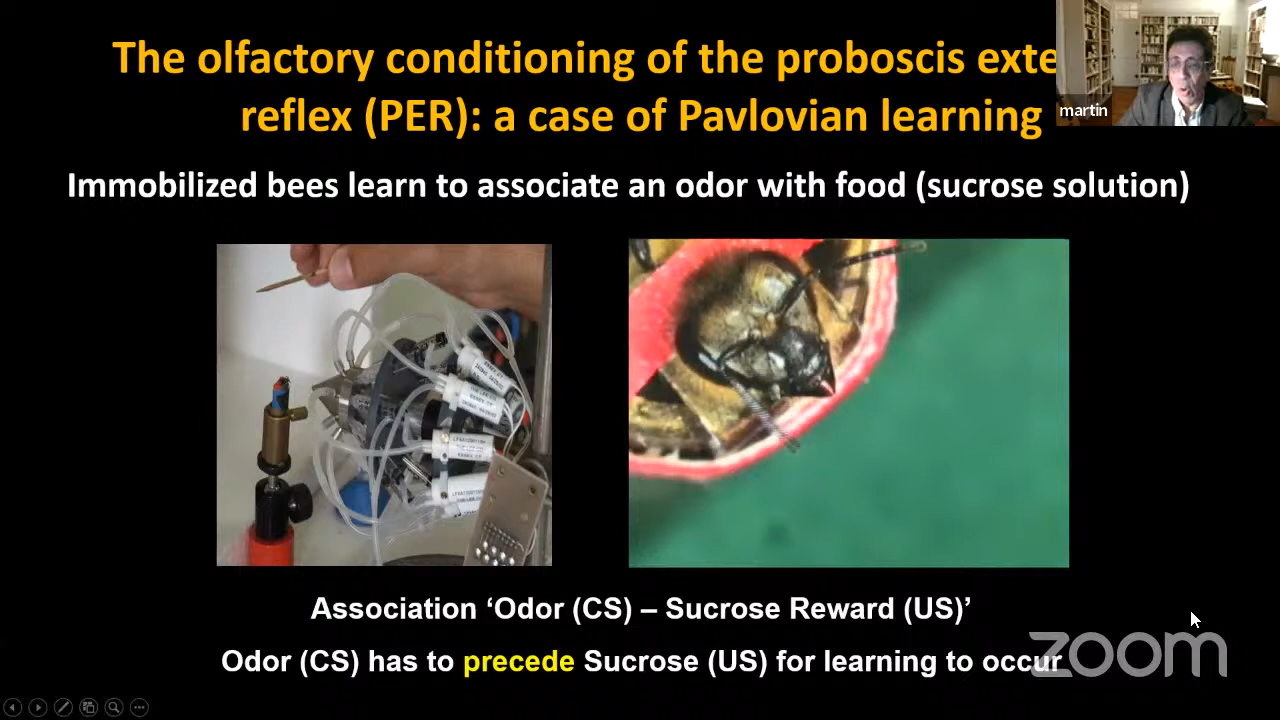 The olfactory conditioning of the proboscis exte
reflex (PER): a case of Pavlovian learning
martin
Immobilized bees learn to associate an odor with food (sucrose solution)
Association ‘Odor (CS) – Sucrose Reward (US)’
Odor (CS) has to precede Sucrose (US) for learning to occur
zoom